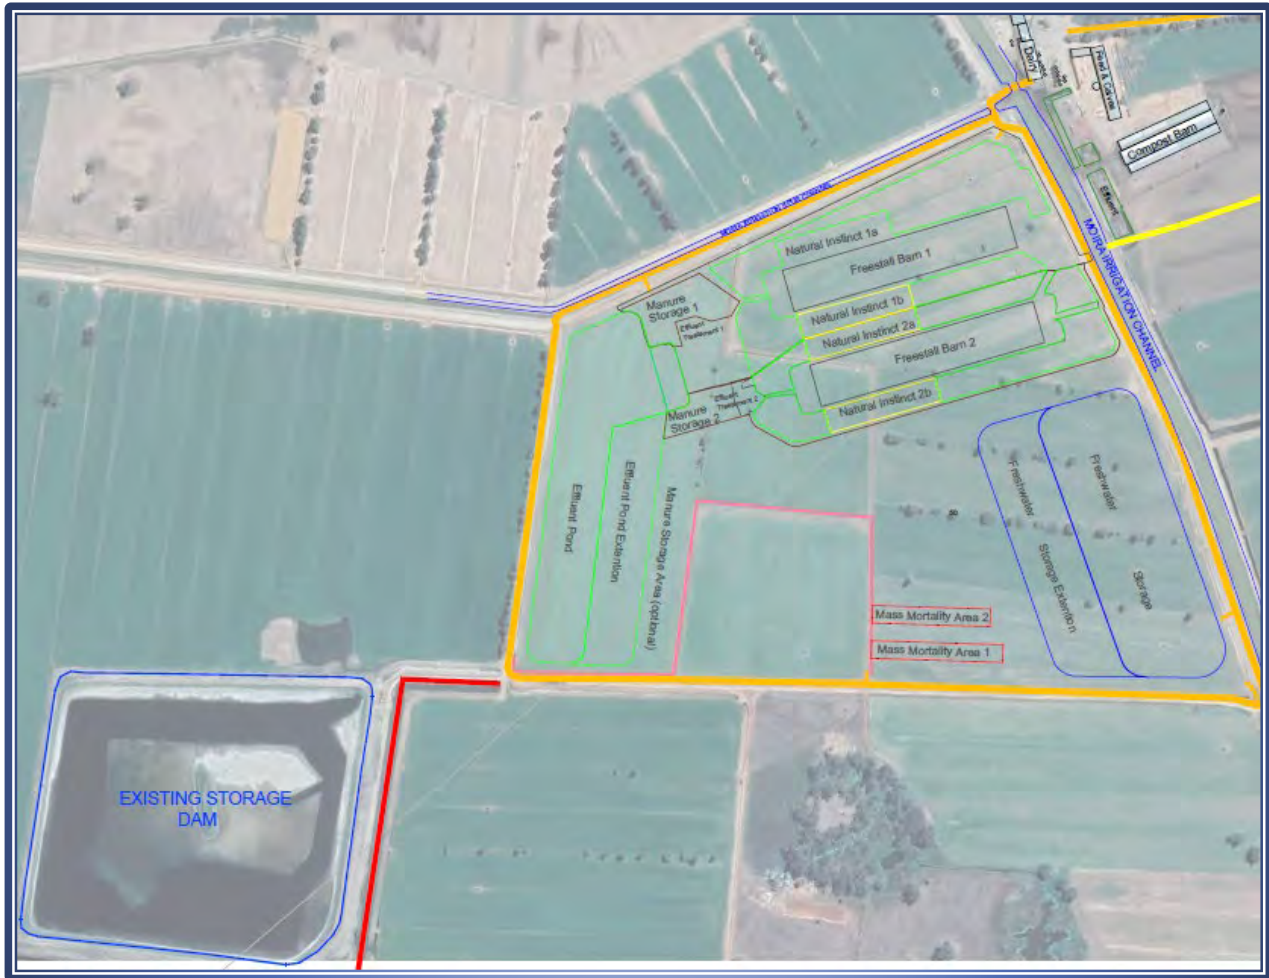 Dairy
Feed & Calves
Compost Barn
Effluent
MOIRA IRRIGATION CHANNEL
Natural Instinct 1a
Freestall Barn 1
Manure
Storage 1
Effluent
Treatment 1
Natural Instinct 1b
Natural Instinct 2a
Freestall Barn 2
Effluent
Treatment 2
Manure
Storage 2
Natural Instinct 2b
Effluent Pond
Effluent Pond Extention
Manure Storage Area (optional)
Freshwater
Storage Extention
Freshwater
Storage
Mass Mortality Area 2
Mass Mortality Area 1
EXISTING STORAGE
DAM